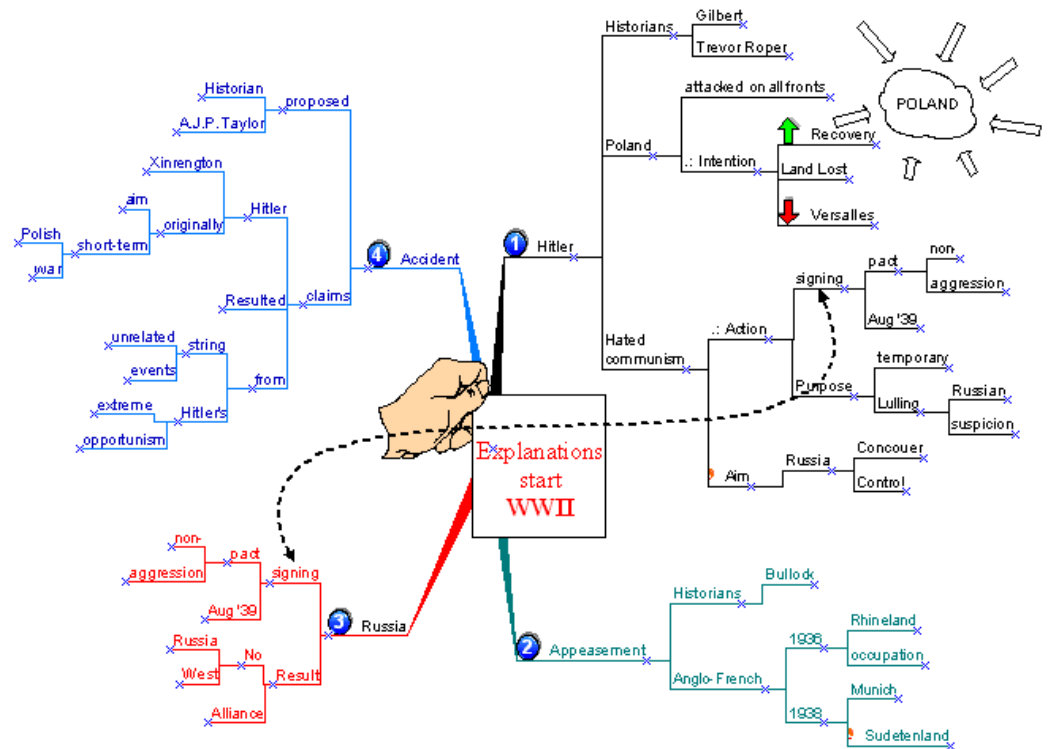 Explanations
start
WWII
1
Hitler
Historians
Gilbert
Trevor Roper
Poland
attacked on all fronts
.: Intention
Recovery
Land Lost
Versalles
POLAND
Hated
communism
.: Action
signing
pact
non-
aggression
Aug '39
Purpose
temporary
Lulling
Russian
suspicion
Aim
Russia
Concouer
Control
2
Appeasement
Historians
Bullock
Anglo-French
1936
Rhineland
occupation
1938
Munich
Sudetenland
3
Russia
signing
pact
non-
aggression
Aug '39
Result
No
Russia
West
Alliance
4
Accident
proposed
Historian
A.J.P. Taylor
claims
Hitler
Xinrengton
originally
aim
short-term
Polish
war
Resulted
from
string
unrelated
events
Hitler's
extreme
opportunism